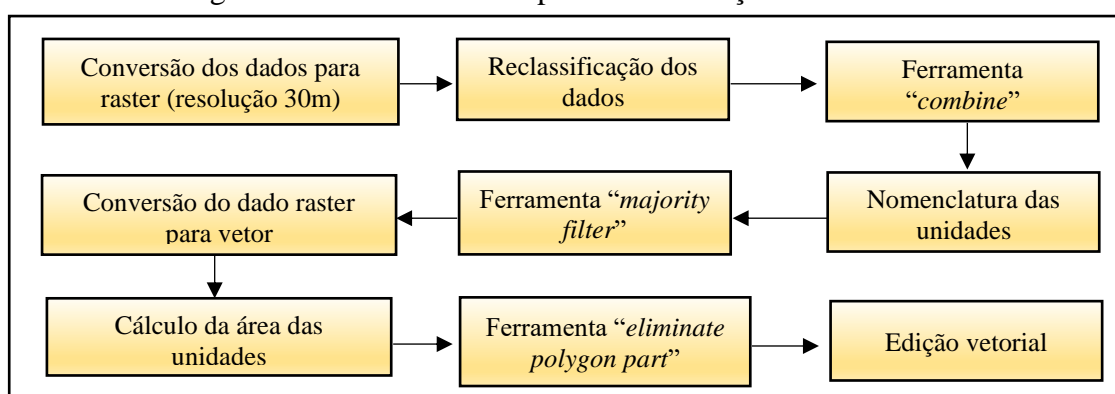 Conversão dos dados para
raster (resolução 30m)
Reclassificação dos
dados
Ferramenta
“combine”
Nomenclatura das
unidades
Ferramenta “majority
filter”
Conversão do dado raster
para vetor
Cálculo da área das
unidades
Ferramenta “eliminate
polygon part”
Edição vetorial